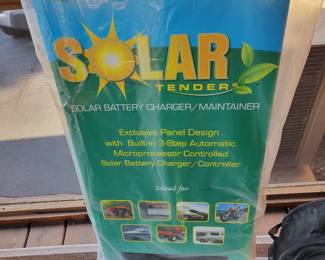 SOLAR
TENDER
SOLAR BATTERY CHARGER/MAINTAINER
Exclusive Panel Design
with Built-in 3-Step Automatic
Microprocessor Controlled
Solar Battery Charger/Controller
Ideal for